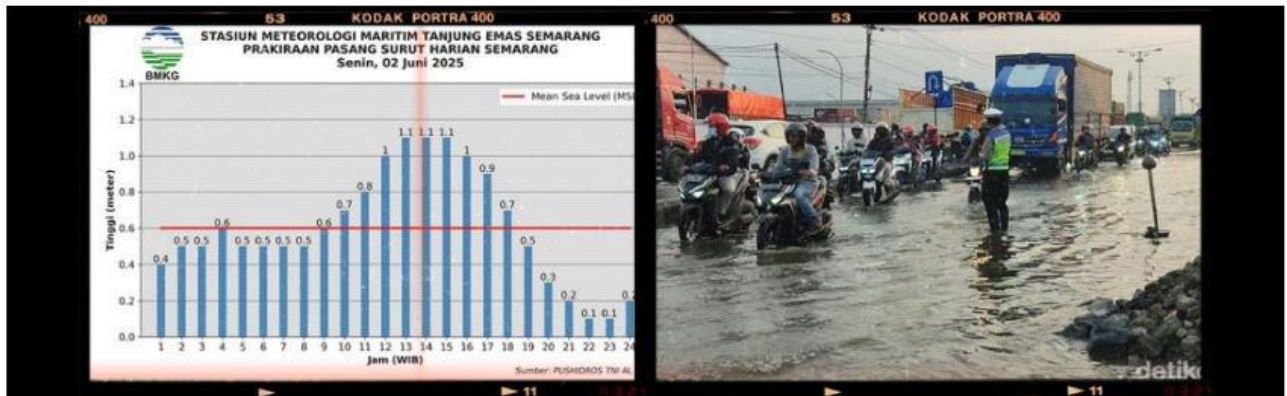 400 53 KODAK PORTRA 400
STASIUN METEOROLOGI MARITIM TANJUNG EMAS SEMARANG
PRAKIRAAN PASANG SURUT HARIAN SEMARANG
Senin, 02 Juni 2025
BMKG
Mean Sea Level (MSL
Tinggi (meter)
1.4
1.2
1.0
0.8
0.6
0.4
0.2
0.0
0.4 0.5 0.5 0.6 0.5 0.5 0.5 0.5 0.6 0.7 0.8 1 1.1 1.1 1.1 1 0.9 0.7 0.5 0.3 0.2 0.1 0.1 0.2
1 2 3 4 5 6 7 8 9 10 11 12 13 14 15 16 17 18 19 20 21 22 23 24
Jam (WIB)
Sumber: PUSHIDROS TNI AL
11
400 53 KODAK PORTRA 400
detik
11